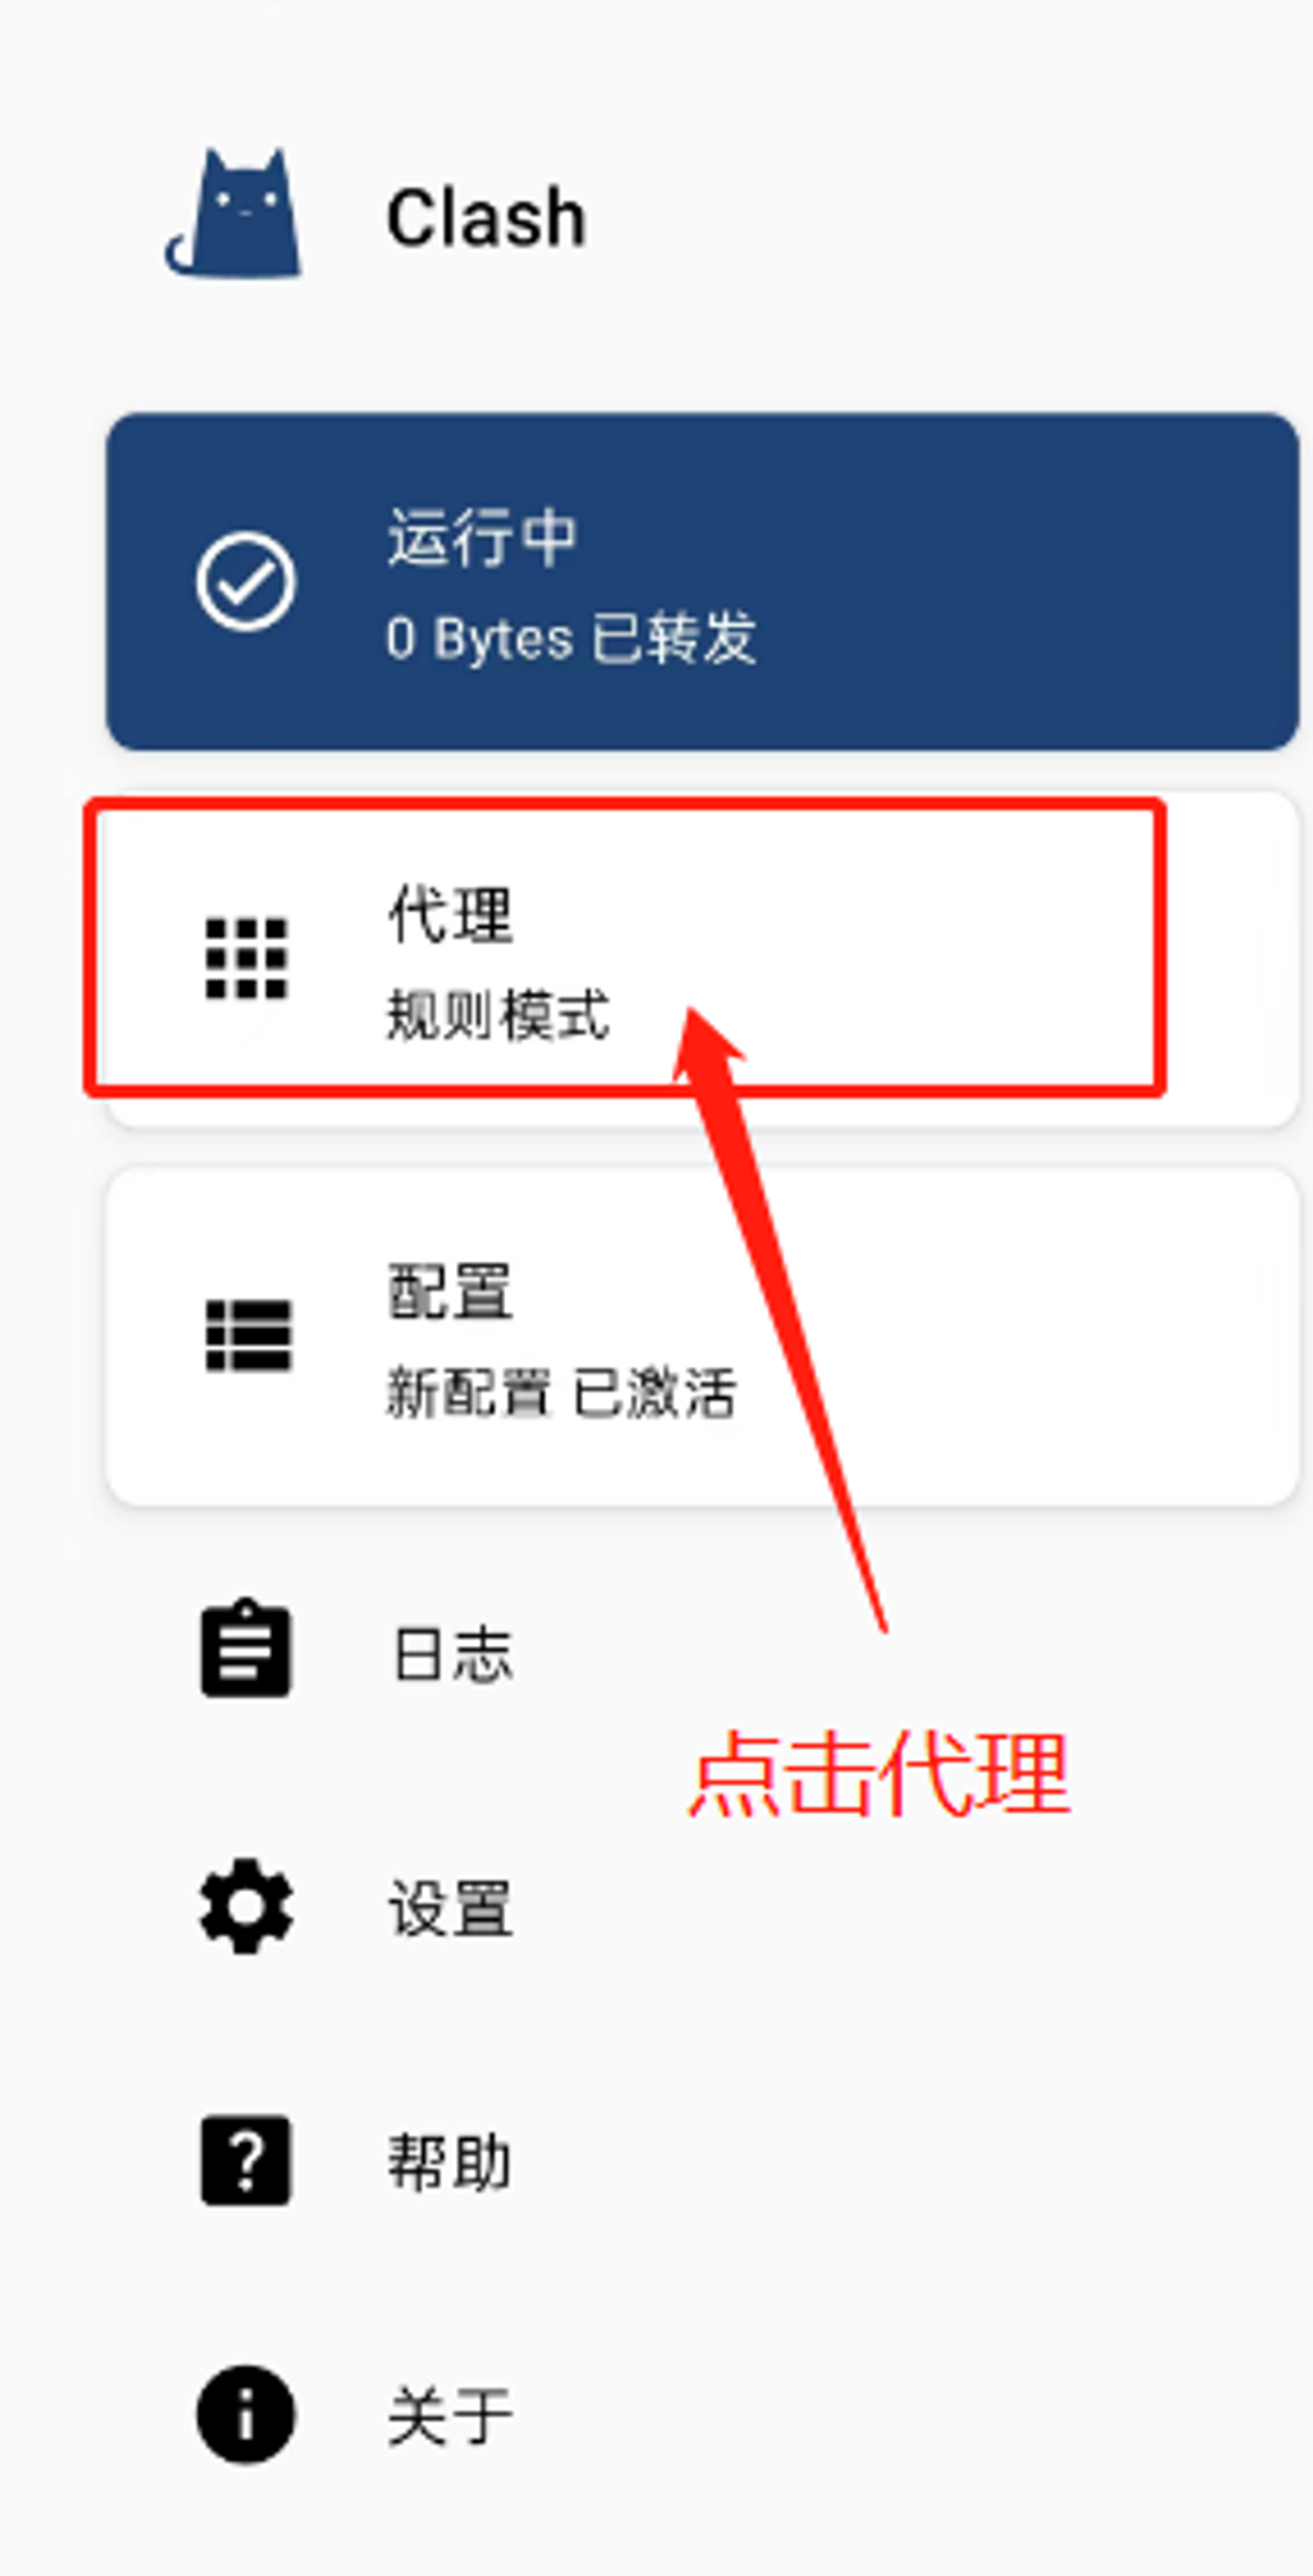 Clash
运行中
0 Bytes 已转发
代理
规则模式
配置
新配置 已激活
日志
点击代理
设置
帮助
关于